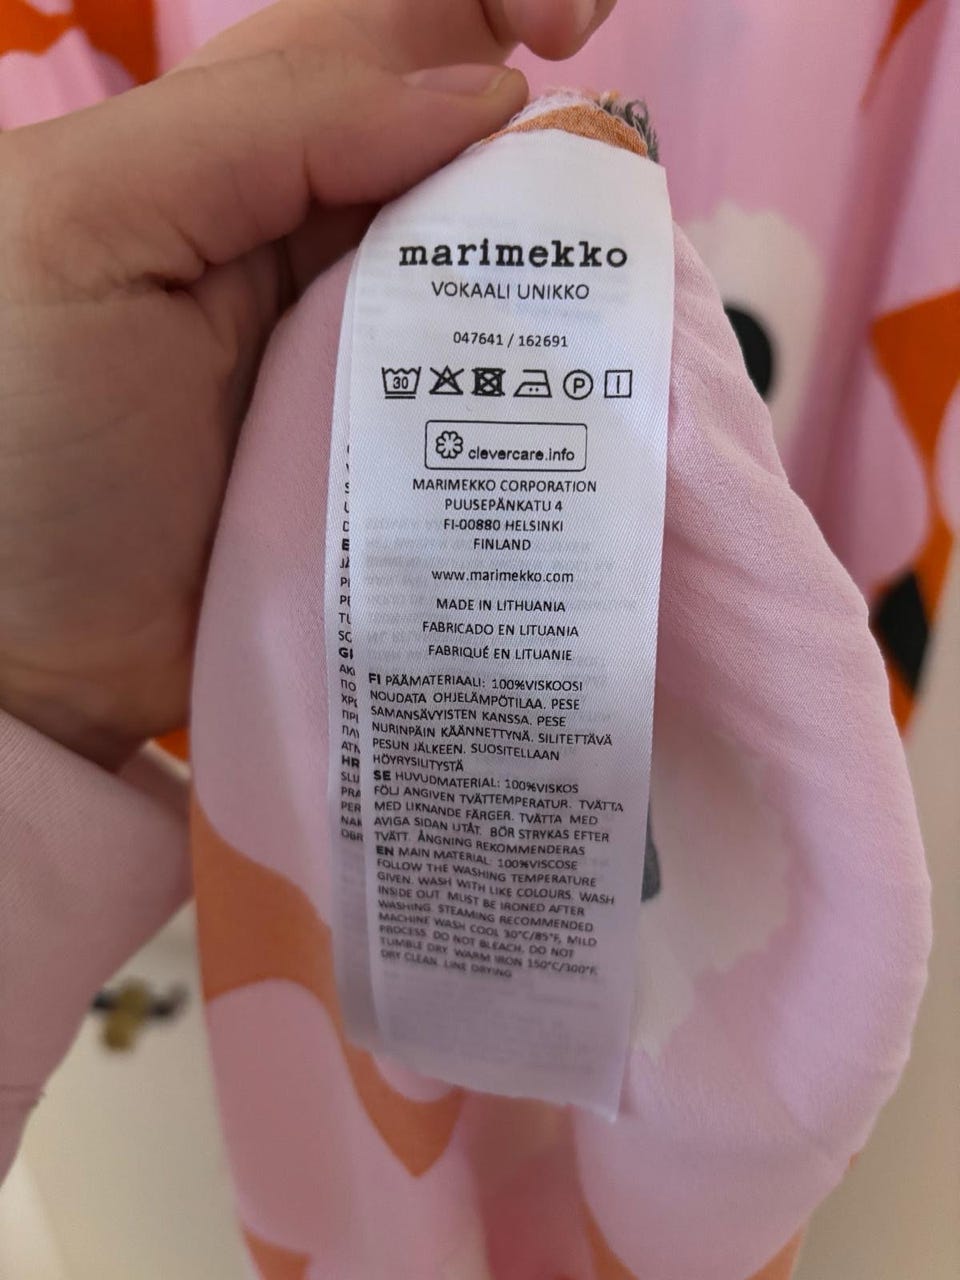 marimekko
VOKAALI UNIKKO
047641 / 162691
30
P
clevercare.info
MARIMEKKO CORPORATION
PUUSEPÄNKATU 4
FI-00880 HELSINKI
FINLAND
www.marimekko.com
MADE IN LITHUANIA
FABRICADO EN LITUANIA
FABRIQUÉ EN LITUANIE
FI PÄÄMATERIAALI: 100%VISKOOSI
NOUDATA OHJELÄMPÖTILAA. PESE
SAMANSÄVYISTEN KANSSA. PESE
NURINPÄIN KÄÄNNETTYNÄ. SILITETTÄVÄ
PESUN JÄLKEEN. SUOSITELLAAN
HÖYRYSILITYSTÄ
SE HUVUDMATERIAL: 100%VISKOS
FÖLJ ANGIVEN TVÄTTEMPERATUR. TVÄTTA
MED LIKNANDE FÄRGER. TVÄTTA MED
AVIGA SIDAN UTÅT. BÖR STRYKAS EFTER
TVÄTT. ÅNGNING REKOMMENDERAS
EN MAIN MATERIAL: 100%VISCOSE
FOLLOW THE WASHING TEMPERATURE
GIVEN. WASH WITH LIKE COLOURS. WASH
INSIDE OUT. MUST BE IRONED AFTER
WASHING. STEAMING RECOMMENDED
MACHINE WASH COOL 30°C/85°F, MILD
PROCESS. DO NOT BLEACH. DO NOT
TUMBLE DRY. WARM IRON 150°C/300°F.
DRY CLEAN. LINE DRYING